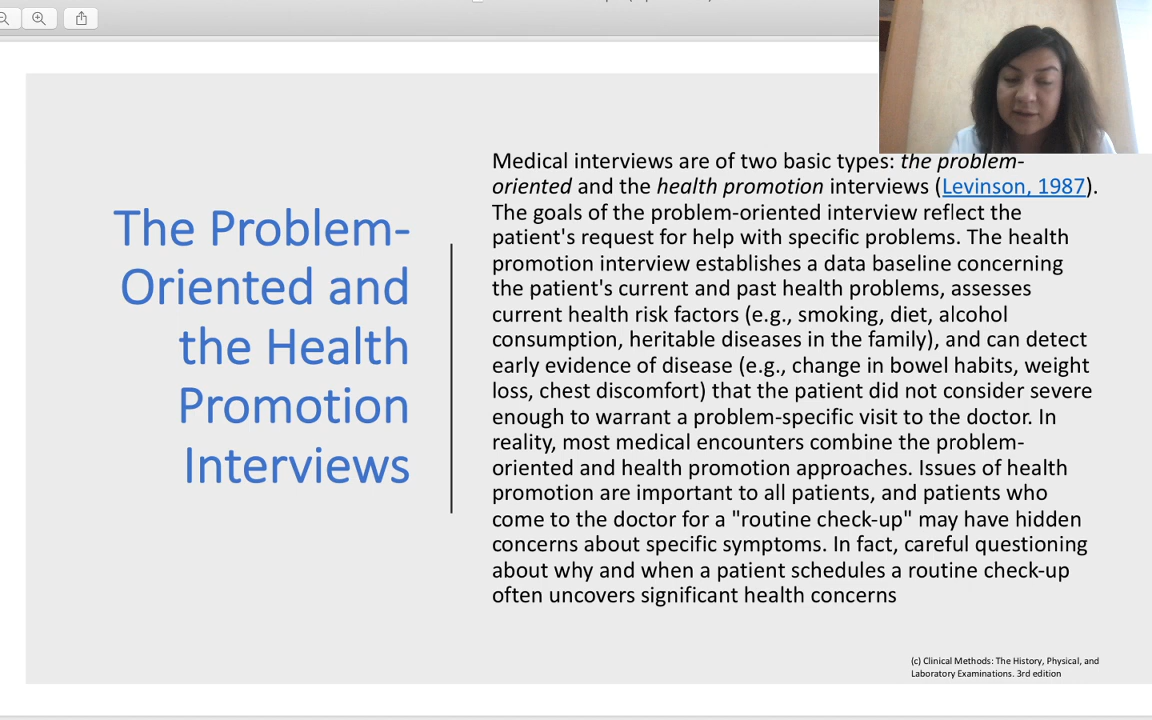 The Problem-
Oriented and
the Health
Promotion
Interviews
Medical interviews are of two basic types: the problem-
oriented and the health promotion interviews (Levinson, 1987).
The goals of the problem-oriented interview reflect the
patient's request for help with specific problems. The health
promotion interview establishes a data baseline concerning
the patient's current and past health problems, assesses
current health risk factors (e.g., smoking, diet, alcohol
consumption, heritable diseases in the family), and can detect
early evidence of disease (e.g., change in bowel habits, weight
loss, chest discomfort) that the patient did not consider severe
enough to warrant a problem-specific visit to the doctor. In
reality, most medical encounters combine the problem-
oriented and health promotion approaches. Issues of health
promotion are important to all patients, and patients who
come to the doctor for a "routine check-up" may have hidden
concerns about specific symptoms. In fact, careful questioning
about why and when a patient schedules a routine check-up
often uncovers significant health concerns
(c) Clinical Methods: The History, Physical, and
Laboratory Examinations. 3rd edition